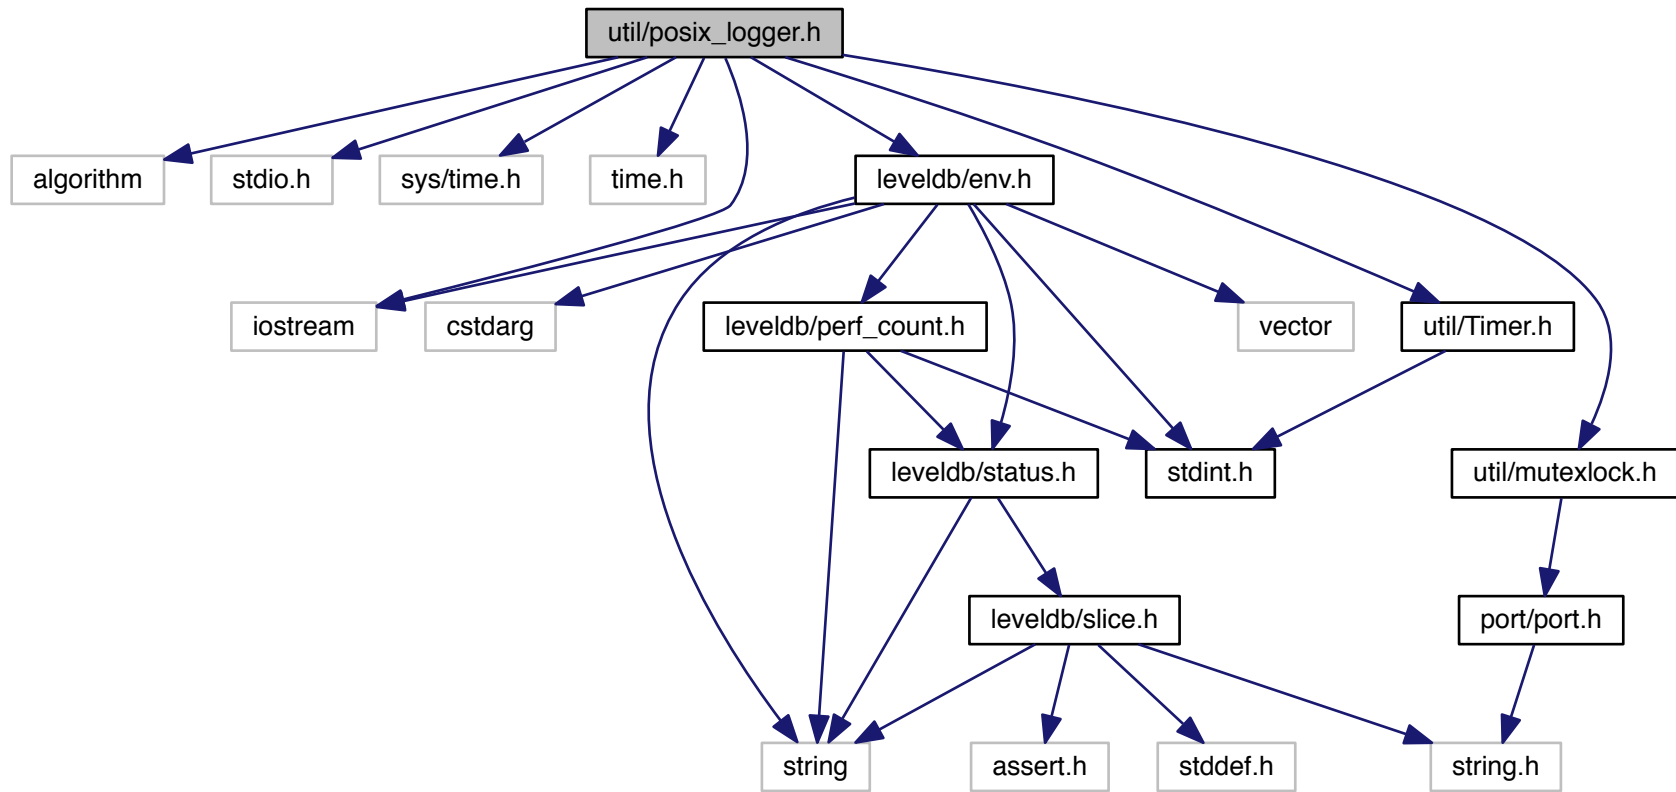 util/posix_logger.h
algorithm
stdio.h
sys/time.h
time.h
leveldb/env.h
iostream
cstdarg
leveldb/perf_count.h
vector
util/Timer.h
leveldb/status.h
stdint.h
util/mutexlock.h
leveldb/slice.h
port/port.h
string
assert.h
stddef.h
string.h